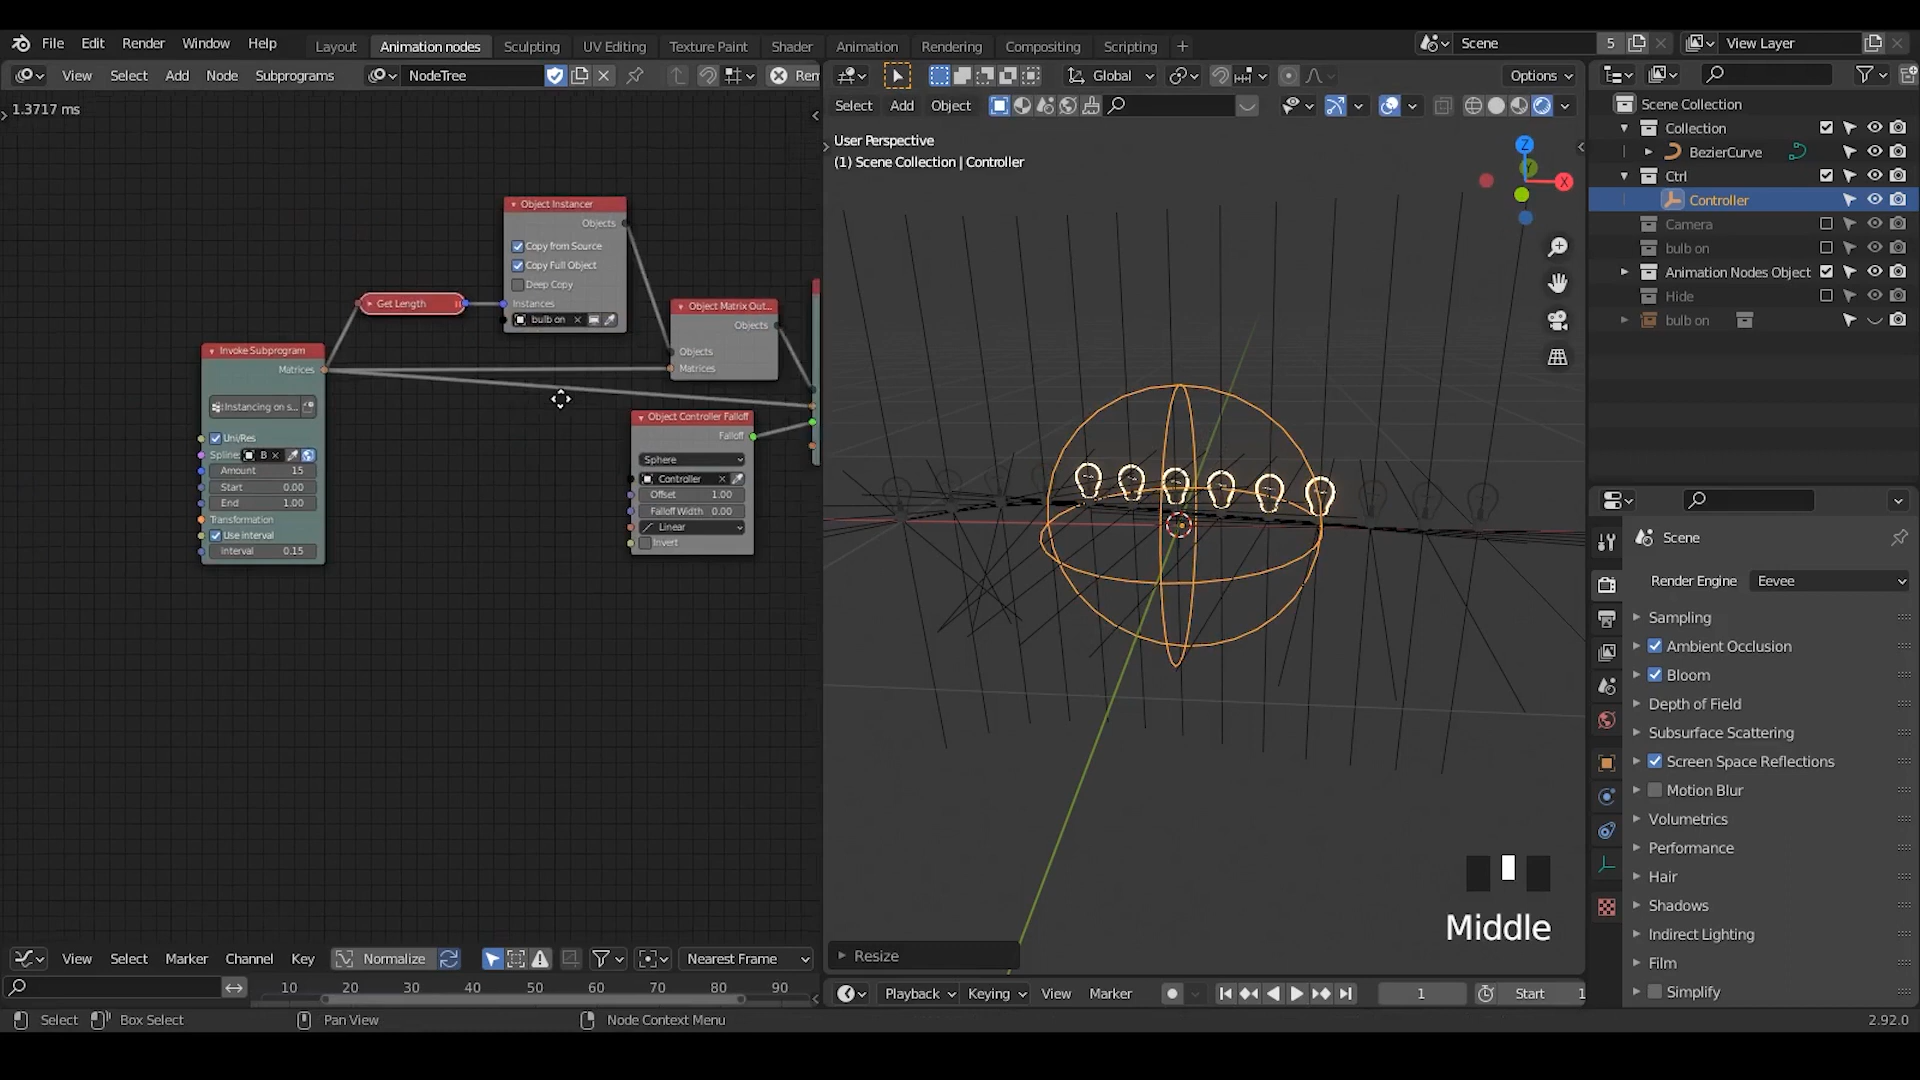 File Edit Render Window Help Layout Animation nodes Sculpting UV Editing Texture Paint Shader Animation Rendering Compositing Scripting + Scene 5 View Layer
View Select Add Node Subprograms NodeTree Rem Global Options
1.3717 ms
Select Add Object
User Perspective
(1) Scene Collection | Controller
Z
Y
X
Object Instancer
Objects
Copy from Source
Copy Full Object
Deep Copy
Instances
bulb on
Get Length
Object Matrix Out...
Objects
Objects
Matrices
Invoke Subprogram
Matrices
Instancing on s...
Uni/Res
Spline B
Amount 15
Start 0.00
End 1.00
Transformation
Use interval
Interval 0.15
Object Controller Falloff
Falloff
Sphere
Controller
Offset 1.00
Falloff Width 0.00
Linear
Invert
Middle
Resize
Scene Collection
Collection
BezierCurve
Ctrl
Controller
Camera
bulb on
Animation Nodes Object
Hide
bulb on
Scene
Render Engine Eevee
Sampling
Ambient Occlusion
Bloom
Depth of Field
Subsurface Scattering
Screen Space Reflections
Motion Blur
Volumetrics
Performance
Hair
Shadows
Indirect Lighting
Film
Simplify
View Select Marker Channel Key Normalize Nearest Frame
10 20 30 40 50 60 70 80 90
Playback Keying View Marker 1 Start 1
Select Box Select Pan View Node Context Menu 2.92.0